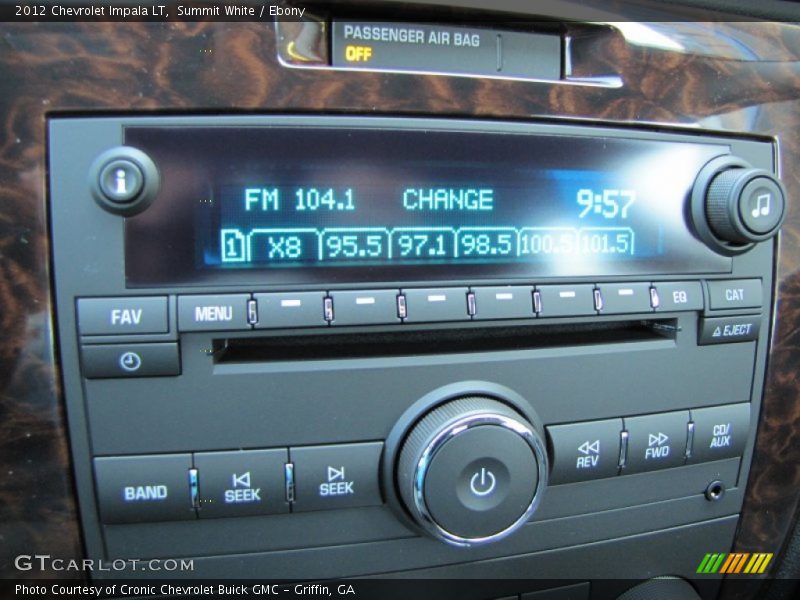 2012 Chevrolet Impala LT, Summit White / Ebony
PASSENGER AIR BAG
OFF
i
FM 104.1 CHANGE 9:57
1 X8 95.5 97.1 98.5 100.5 101.5
FAV MENU EQ CAT
EJECT
BAND SEEK SEEK REV FWD CD/
AUX
GTCARLOT.COM
Photo Courtesy of Cronic Chevrolet Buick GMC - Griffin, GA